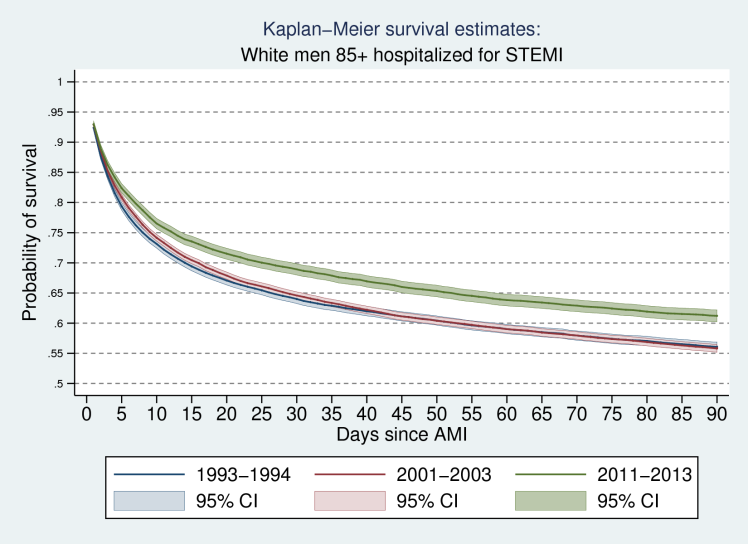 Kaplan−Meier survival estimates:
White men 85+ hospitalized for STEMI
Probability of survival
1
.95
.9
.85
.8
.75
.7
.65
.6
.55
.5
0 5 10 15 20 25 30 35 40 45 50 55 60 65 70 75 80 85 90
Days since AMI
1993−1994 2001−2003 2011−2013
95% CI 95% CI 95% CI